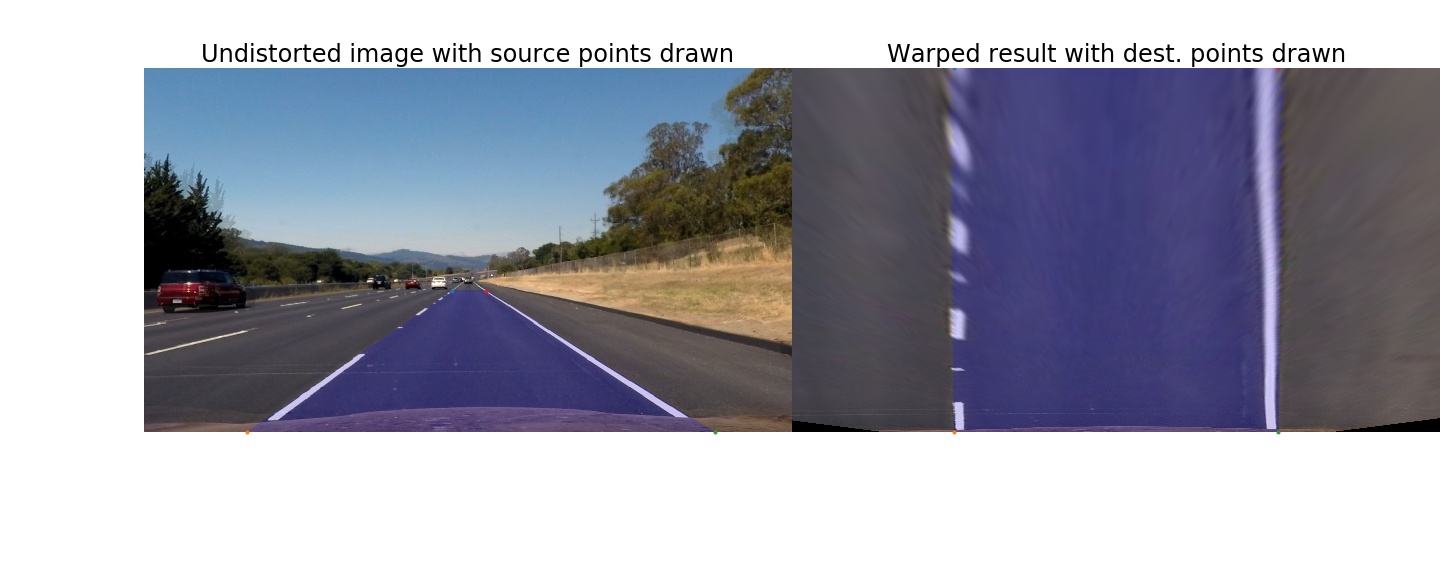 Undistorted image with source points drawn
Warped result with dest. points drawn